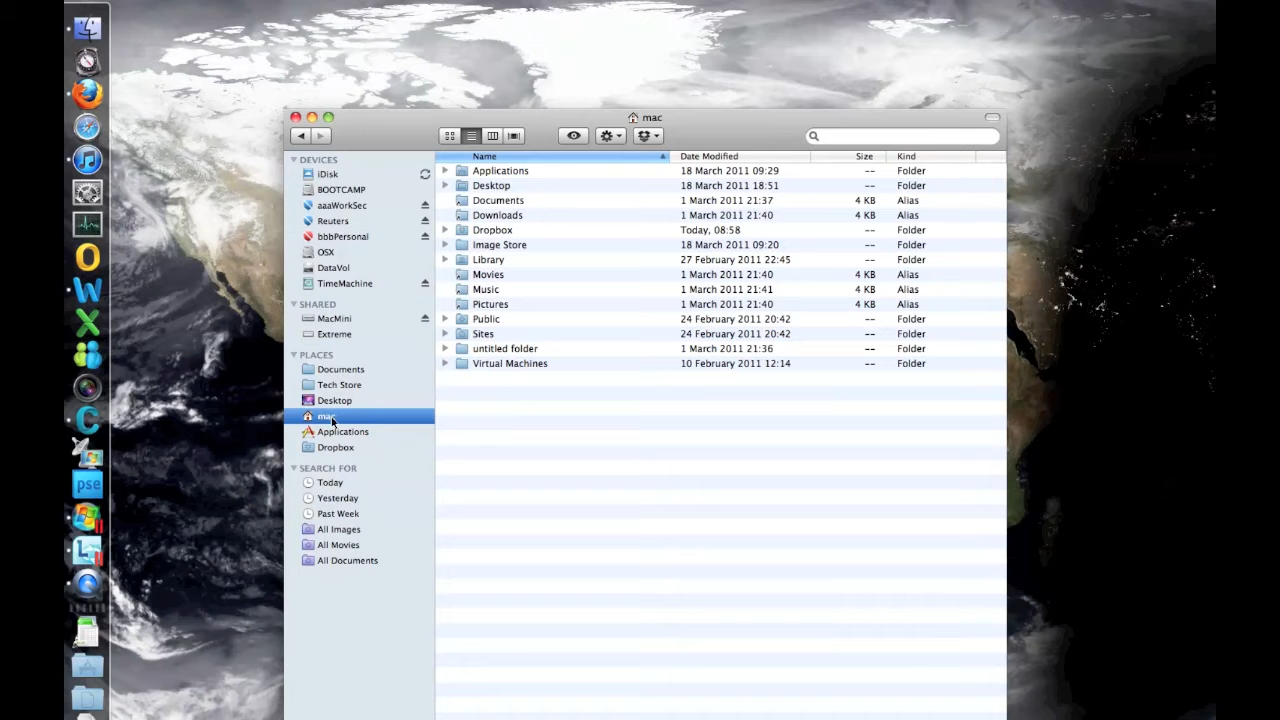 mac
Name Date Modified Size Kind
DEVICES
iDisk
BOOTCAMP
aaaWorkSec
Reuters
bbbPersonal
OSX
DataVol
TimeMachine
SHARED
MacMini
Extreme
PLACES
Documents
Tech Store
Desktop
mac
Applications
Dropbox
SEARCH FOR
Today
Yesterday
Past Week
All Images
All Movies
All Documents
Applications 18 March 2011 09:29 -- Folder
Desktop 18 March 2011 18:51 -- Folder
Documents 1 March 2011 21:37 4 KB Alias
Downloads 1 March 2011 21:40 4 KB Alias
Dropbox Today, 08:58 -- Folder
Image Store 18 March 2011 09:20 -- Folder
Library 27 February 2011 22:45 -- Folder
Movies 1 March 2011 21:40 4 KB Alias
Music 1 March 2011 21:41 4 KB Alias
Pictures 1 March 2011 21:40 4 KB Alias
Public 24 February 2011 20:42 -- Folder
Sites 24 February 2011 20:42 -- Folder
untitled folder 1 March 2011 21:36 -- Folder
Virtual Machines 10 February 2011 12:14 -- Folder
pse